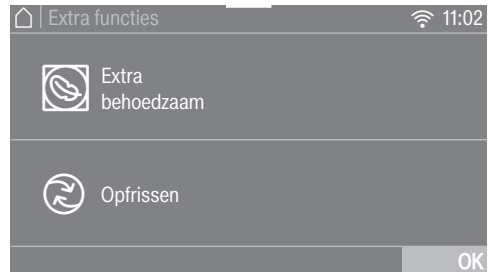 Extra functies 11:02
Extra
behoedzaam
Opfrissen
OK